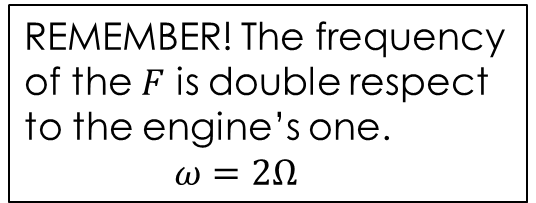 REMEMBER! The frequency
of the F is double respect
to the engine's one.
ω = 2Ω